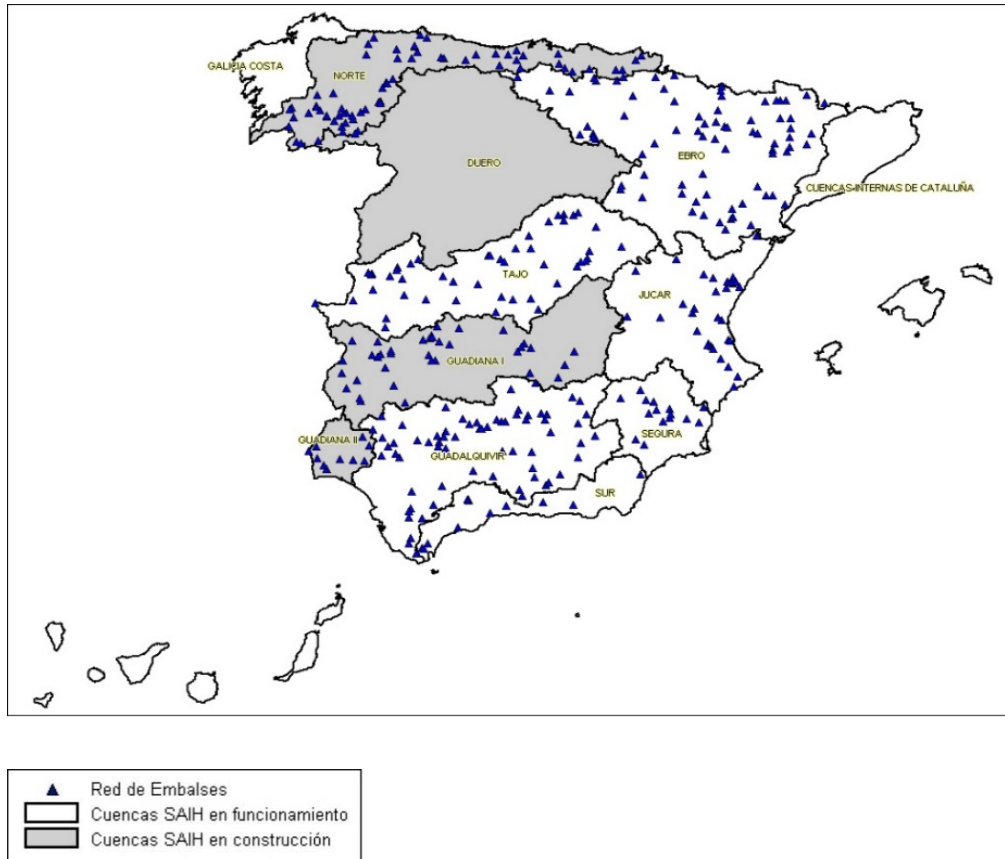 GALICIA COSTA
NORTE
DUERO
EBRO
CUENCAS INTERNAS DE CATALUÑA
TAJO
JUCAR
GUADIANA I
GUADIANA II
GUADALQUIVIR
SEGURA
SUR
Red de Embalses
Cuencas SAIH en funcionamiento
Cuencas SAIH en construcción